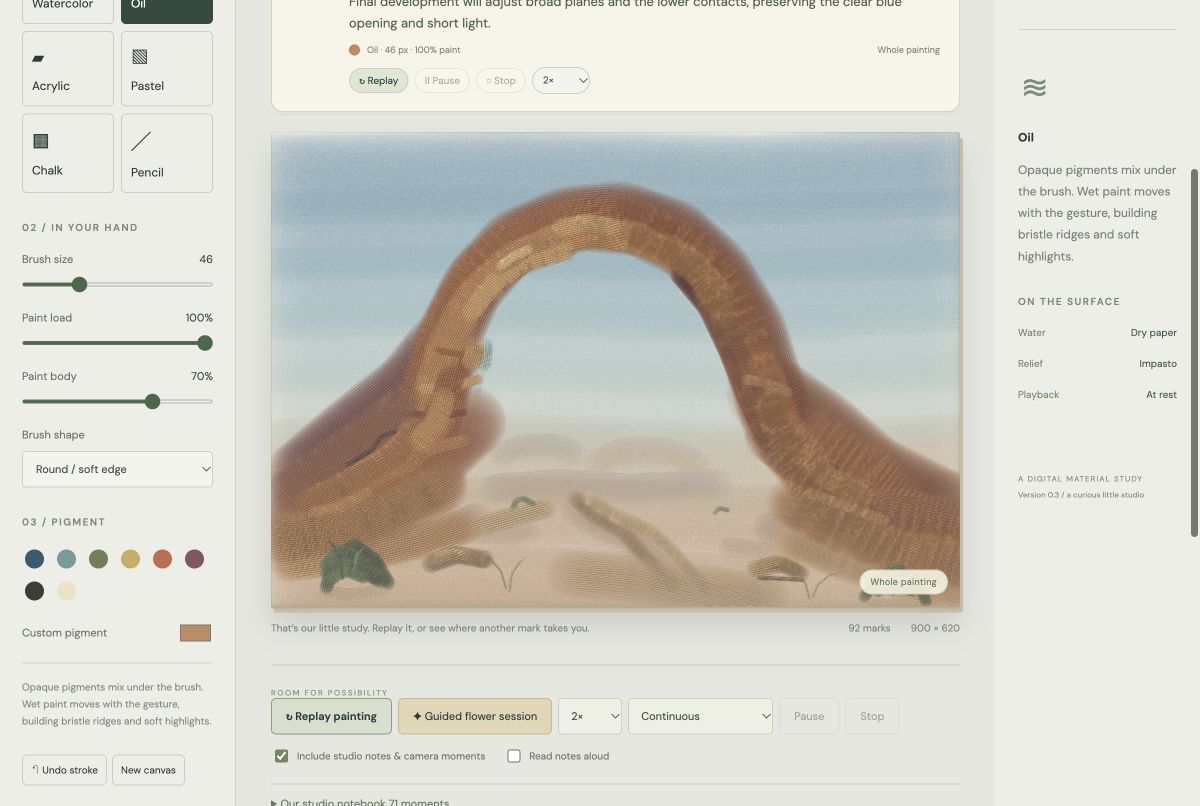 Watercolor
Oil
Acrylic
Pastel
Chalk
Pencil
02 / IN YOUR HAND
Brush size 46
Paint load 100%
Paint body 70%
Brush shape
Round / soft edge
03 / PIGMENT
Custom pigment
Opaque pigments mix under the brush.
Wet paint moves with the gesture,
building bristle ridges and soft highlights.
Undo stroke
New canvas
Final development will adjust broad planes and the lower contacts, preserving the clear blue
opening and short light.
Oil · 46 px · 100% paint
Whole painting
↻ Replay
II Pause
▫ Stop
2×
Whole painting
That's our little study. Replay it, or see where another mark takes you.
92 marks
900 × 620
ROOM FOR POSSIBILITY
↻ Replay painting
✦ Guided flower session
2×
Continuous
Pause
Stop
Include studio notes & camera moments
Read notes aloud
Our studio notebook 71 moments
Oil
Opaque pigments mix under
the brush. Wet paint moves
with the gesture, building
bristle ridges and soft
highlights.
ON THE SURFACE
Water Dry paper
Relief Impasto
Playback At rest
A DIGITAL MATERIAL STUDY
Version 0.3 / a curious little studio